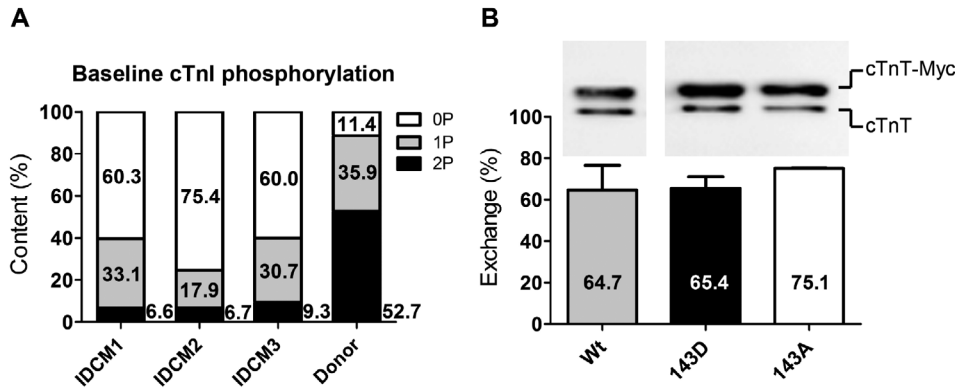 A
Baseline cTnI phosphorylation
Content (%)
100
80
60
40
20
0
60.3
33.1
6.6
75.4
17.9
6.7
60.0
30.7
9.3
11.4
35.9
52.7
0P
1P
2P
IDCM1
IDCM2
IDCM3
Donor
B
cTnT-Myc
cTnT
Exchange (%)
100
80
60
40
20
0
64.7
65.4
75.1
Wt
143D
143A